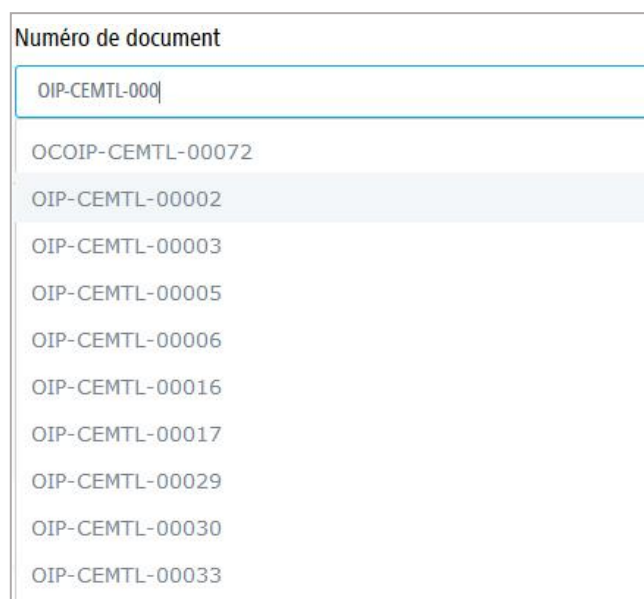 Numéro de document
OIP-CEMTL-000
OCOIP-CEMTL-00072
OIP-CEMTL-00002
OIP-CEMTL-00003
OIP-CEMTL-00005
OIP-CEMTL-00006
OIP-CEMTL-00016
OIP-CEMTL-00017
OIP-CEMTL-00029
OIP-CEMTL-00030
OIP-CEMTL-00033